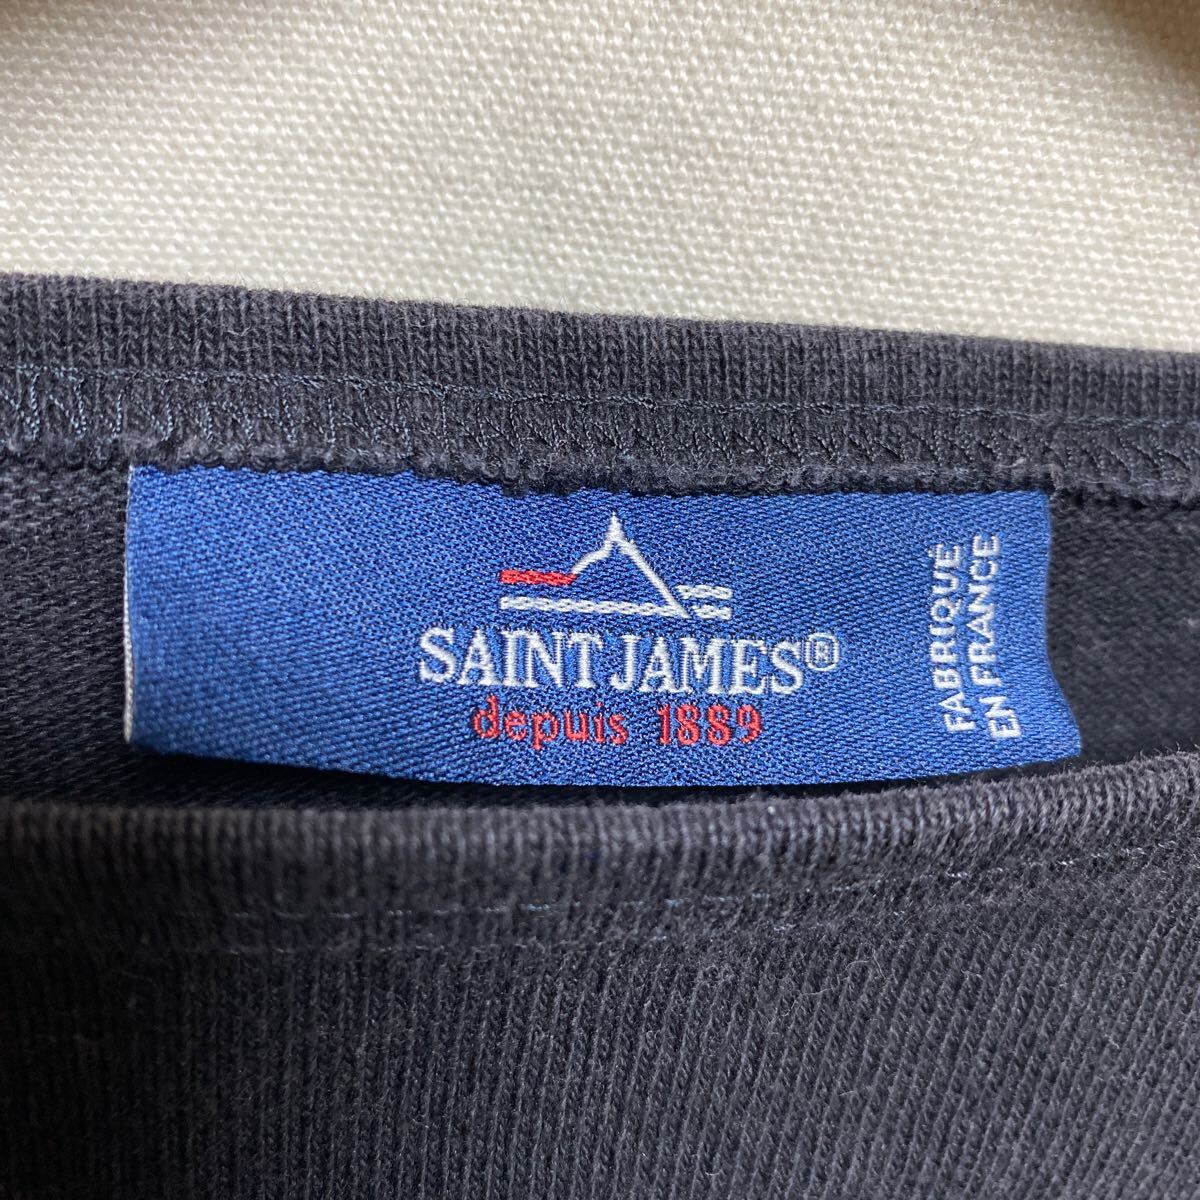 SAINT JAMES®
depuis 1889
FABRIQUÉ
EN FRANCE